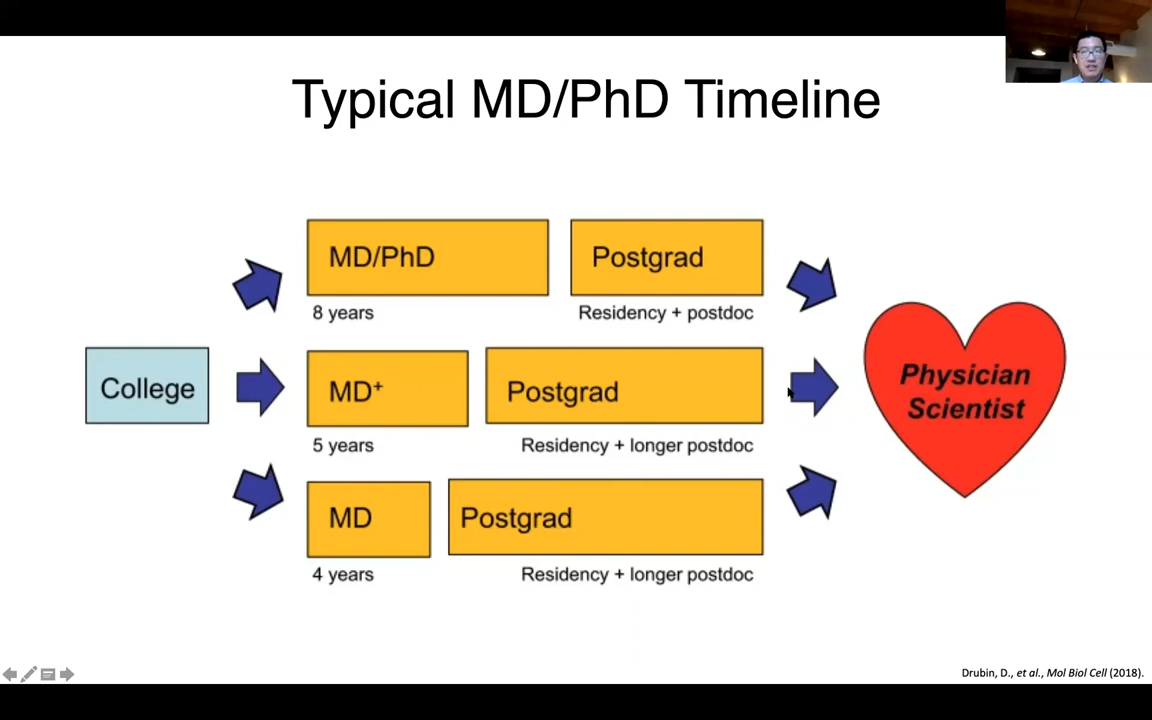 Typical MD/PhD Timeline
MD/PhD
Postgrad
8 years
Residency + postdoc
College
MD+
Postgrad
5 years
Residency + longer postdoc
MD
Postgrad
4 years
Residency + longer postdoc
Physician
Scientist
Drubin, D., et al., Mol Biol Cell (2018).